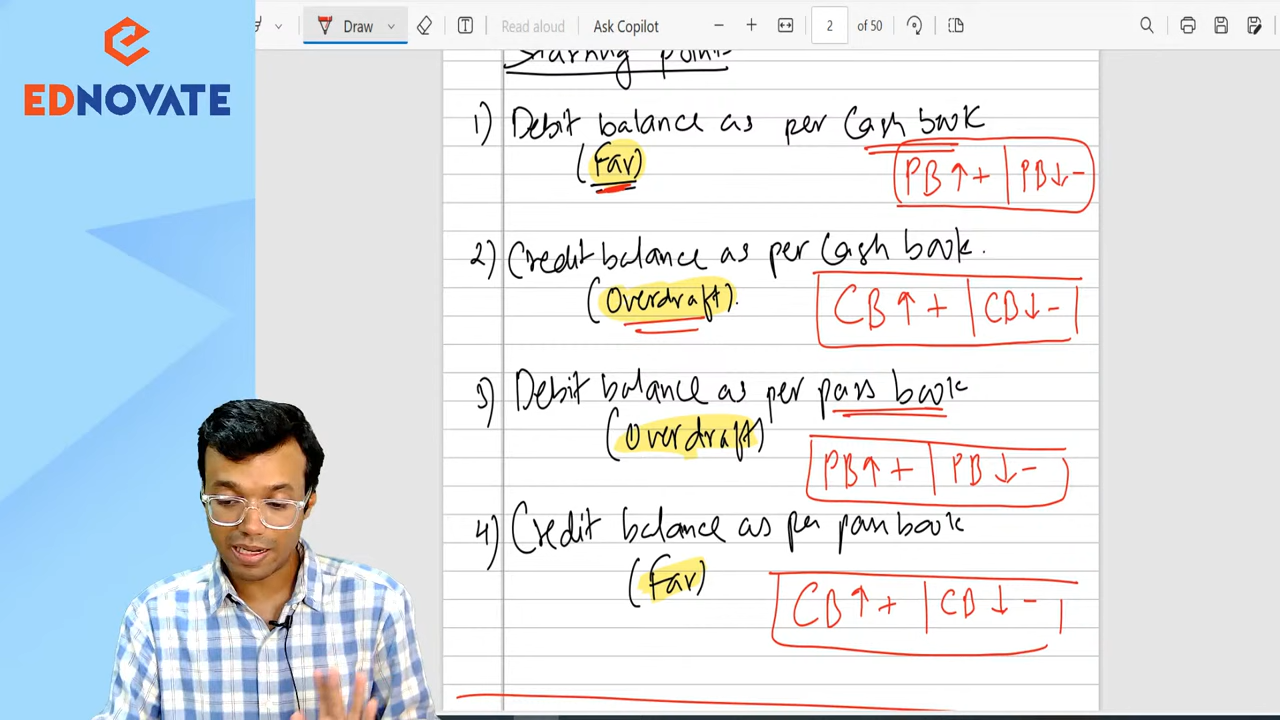 Draw
Read aloud
Ask Copilot
2 of 50
EDNOVATE
Starting point
1) Debit balance as per Cash book
(Fav)
PB↑+ | PB↓-
2) Credit balance as per Cash book.
(Overdraft).
CB↑+ | CB↓-
3) Debit balance as per pass book
(Overdraft)
PB↑+ | PB↓-
4) Credit balance as per pass book
(Fav)
CB↑+ | CB↓-